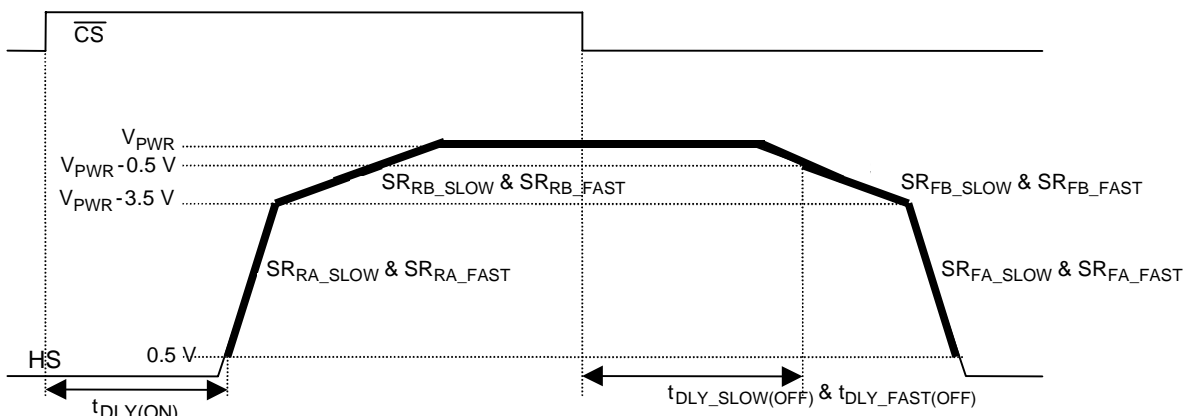 CS
VPWR
VPWR-0.5 V
VPWR-3.5 V
SRRB_SLOW & SRRB_FAST
SRFB_SLOW & SRFB_FAST
SRRA_SLOW & SRRA_FAST
SRFA_SLOW & SRFA_FAST
0.5 V
HS
tDLY(ON)
tDLY_SLOW(OFF) & tDLY_FAST(OFF)